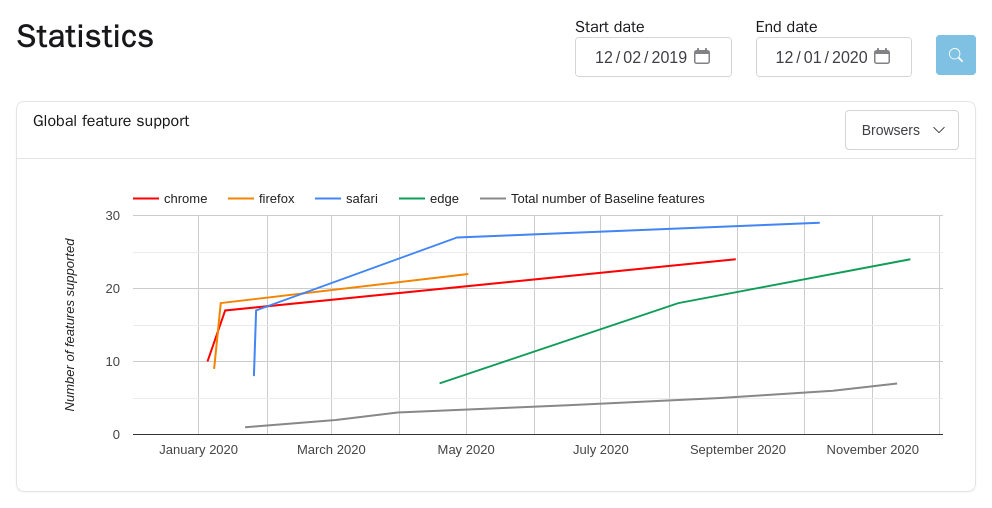 Statistics
Start date
End date
12/02/2019
12/01/2020
Global feature support
Browsers
chrome
firefox
safari
edge
Total number of Baseline features
Number of features supported
30
20
10
0
January 2020
March 2020
May 2020
July 2020
September 2020
November 2020